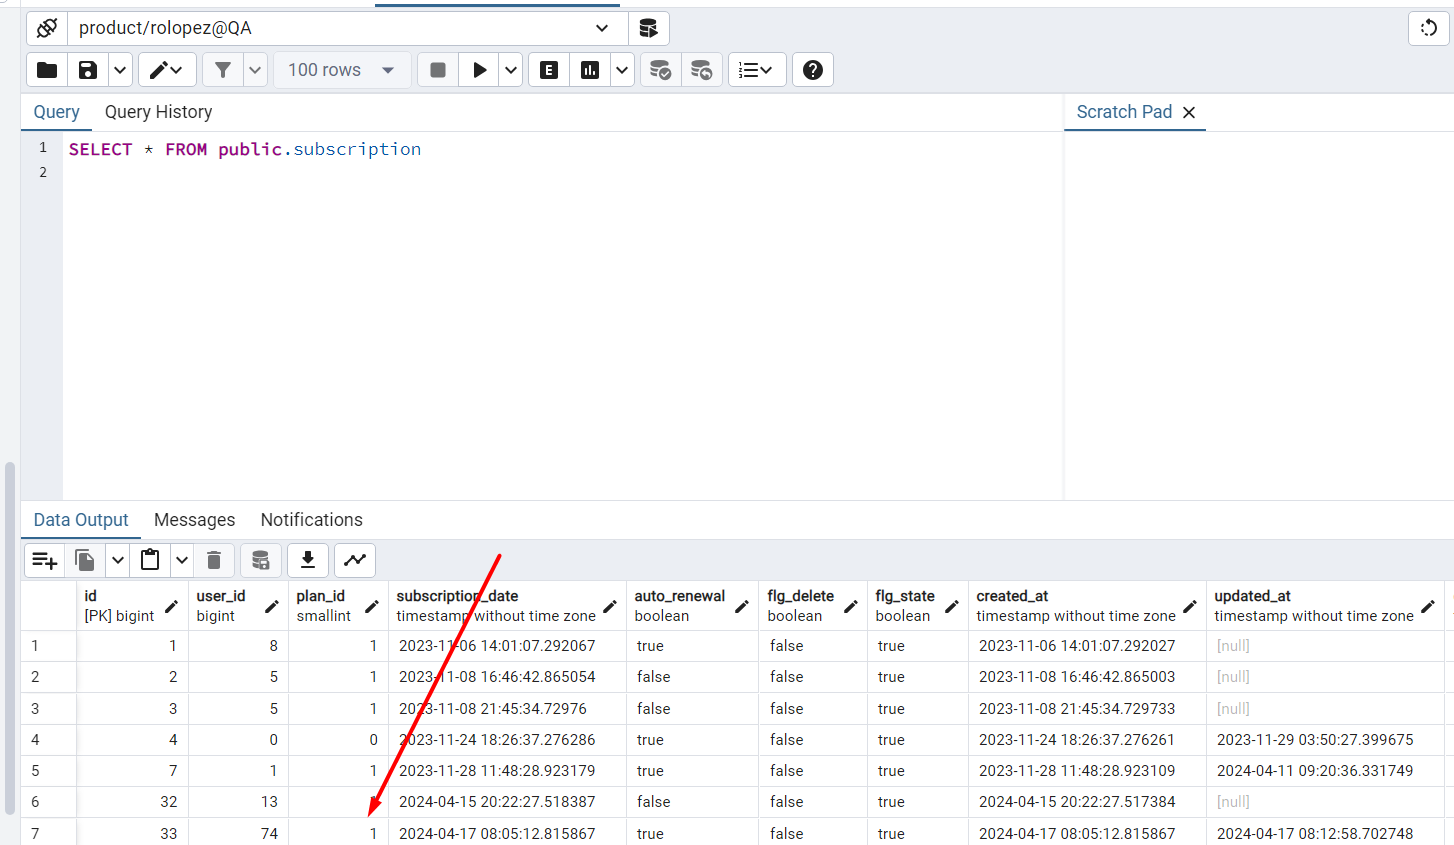 product/rolopez@QA
100 rows
E
Query Query History Scratch Pad
1 SELECT * FROM public.subscription
2
Data Output Messages Notifications
id user_id plan_id subscription_date auto_renewal flg_delete flg_state created_at updated_at
[PK] bigint bigint smallint timestamp without time zone boolean boolean boolean timestamp without time zone timestamp without time zone
1 1 8 1 2023-11-06 14:01:07.292067 true false true 2023-11-06 14:01:07.292027 [null]
2 2 5 1 2023-11-08 16:46:42.865054 false false true 2023-11-08 16:46:42.865003 [null]
3 3 5 1 2023-11-08 21:45:34.72976 false false true 2023-11-08 21:45:34.729733 [null]
4 4 0 0 2023-11-24 18:26:37.276286 true false true 2023-11-24 18:26:37.276261 2023-11-29 03:50:27.399675
5 7 1 1 2023-11-28 11:48:28.923179 true false true 2023-11-28 11:48:28.923109 2024-04-11 09:20:36.331749
6 32 13 2024-04-15 20:22:27.518387 false false true 2024-04-15 20:22:27.517384 [null]
7 33 74 1 2024-04-17 08:05:12.815867 true false true 2024-04-17 08:05:12.815867 2024-04-17 08:12:58.702748